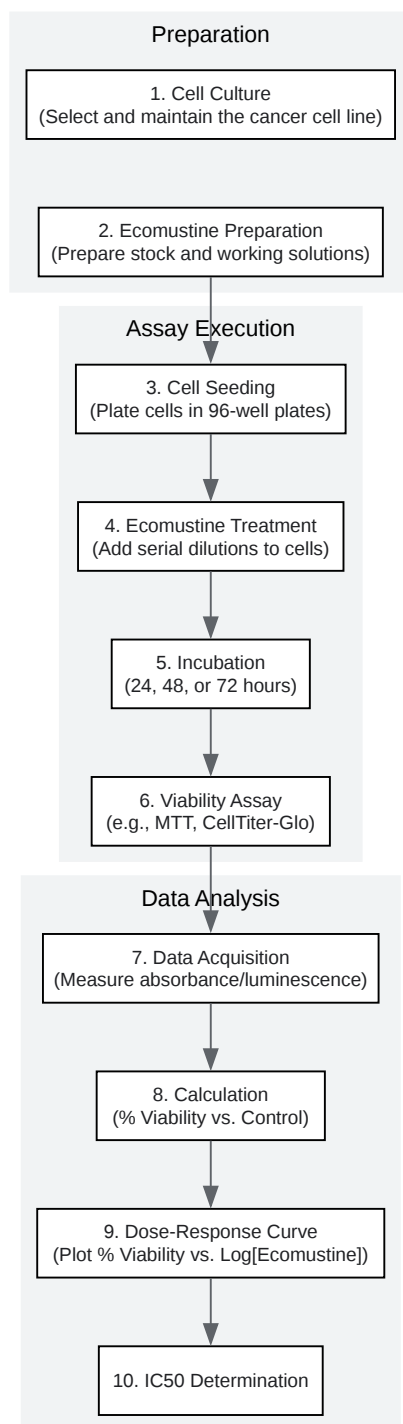 Preparation
1. Cell Culture
(Select and maintain the cancer cell line)
2. Ecomustine Preparation
(Prepare stock and working solutions)
Assay Execution
3. Cell Seeding
(Plate cells in 96-well plates)
4. Ecomustine Treatment
(Add serial dilutions to cells)
5. Incubation
(24, 48, or 72 hours)
6. Viability Assay
(e.g., MTT, CellTiter-Glo)
Data Analysis
7. Data Acquisition
(Measure absorbance/luminescence)
8. Calculation
(% Viability vs. Control)
9. Dose-Response Curve
(Plot % Viability vs. Log[Ecomustine])
10. IC50 Determination